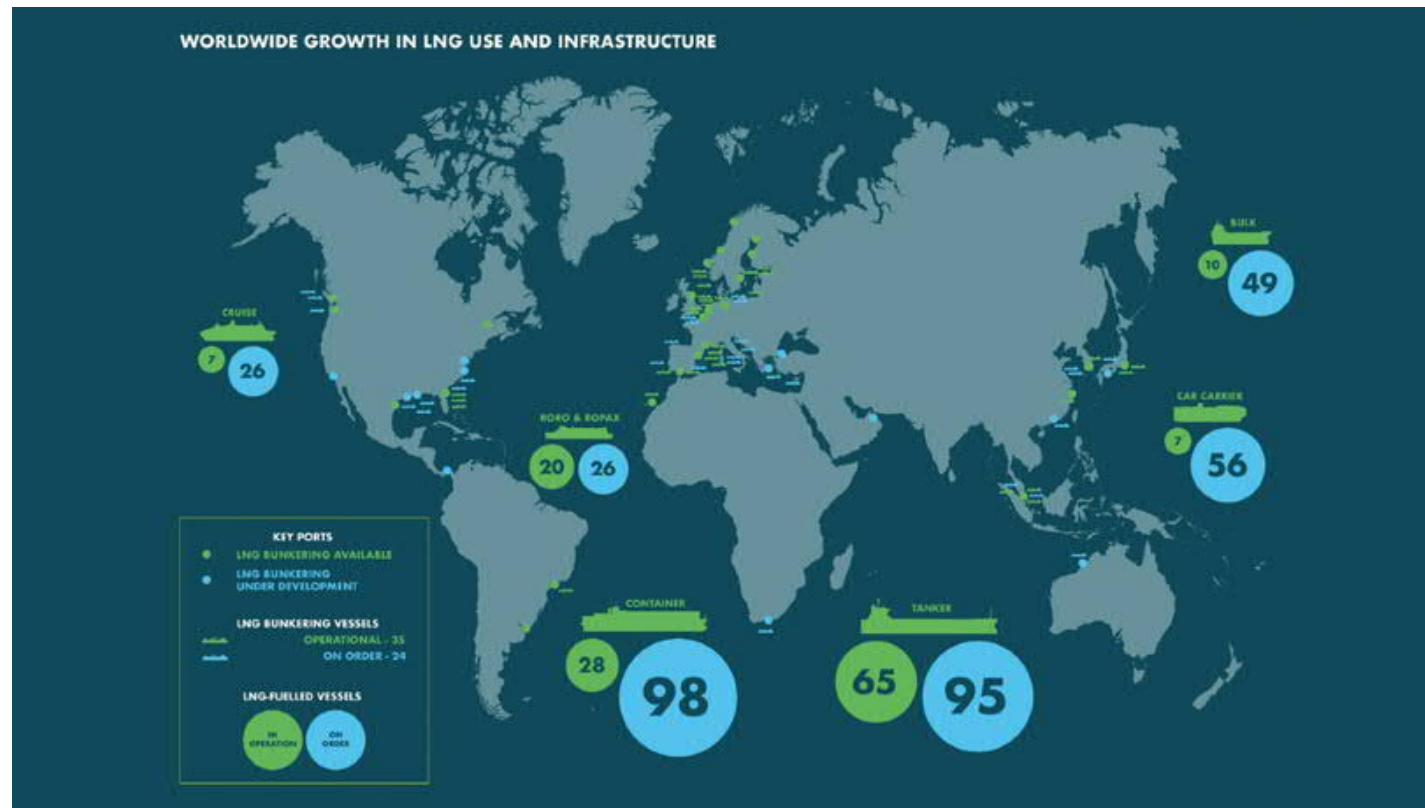 WORLDWIDE GROWTH IN LNG USE AND INFRASTRUCTURE
BULK
10
49
CRUISE
7
26
CAR CARRIER
7
56
RORO & ROPAX
20
26
KEY PORTS
LNG BUNKERING AVAILABLE
LNG BUNKERING
UNDER DEVELOPMENT
LNG BUNKERING VESSELS
OPERATIONAL - 35
ON ORDER - 24
LNG-FUELLED VESSELS
IN
OPERATION
ON
ORDER
CONTAINER
28
98
TANKER
65
95